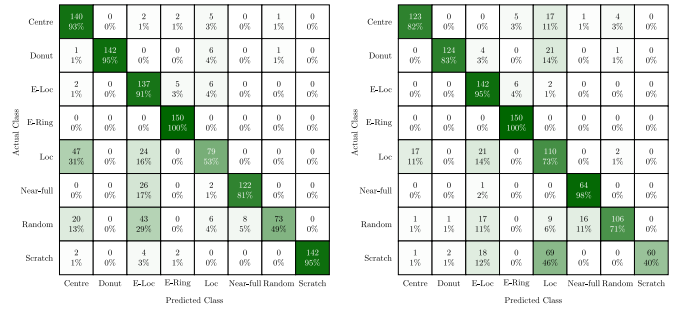 Actual Class
Centre
140 0 2 2 5 0 1 0
93% 0% 1% 1% 3% 0% 1% 0%
Donut
1 142 0 0 6 0 1 0
1% 95% 0% 0% 4% 0% 1% 0%
E-Loc
2 0 137 5 6 0 0 0
1% 0% 91% 3% 4% 0% 0% 0%
E-Ring
0 0 0 150 0 0 0 0
0% 0% 0% 100% 0% 0% 0% 0%
Loc
47 0 24 0 79 0 0 0
31% 0% 16% 0% 53% 0% 0% 0%
Near-full
0 0 26 0 2 122 0 0
0% 0% 17% 0% 1% 81% 0% 0%
Random
20 0 43 0 6 8 73 0
13% 0% 29% 0% 4% 5% 49% 0%
Scratch
2 0 4 0 2 0 0 142
1% 0% 3% 0% 1% 0% 0% 95%
Centre Donut E-Loc E-Ring Loc Near-full Random Scratch
Predicted Class
Actual Class
Centre
123 0 0 5 17 1 4 0
82% 0% 0% 3% 11% 1% 3% 0%
Donut
0 124 4 0 21 0 1 0
0% 83% 3% 0% 14% 0% 1% 0%
E-Loc
0 0 142 6 2 0 0 0
0% 0% 95% 4% 1% 0% 0% 0%
E-Ring
0 0 0 150 0 0 0 0
0% 0% 0% 100% 0% 0% 0% 0%
Loc
17 0 21 0 110 0 2 0
11% 0% 14% 0% 73% 0% 1% 0%
Near-full
0 0 1 0 0 64 0 0
0% 0% 2% 0% 0% 98% 0% 0%
Random
1 1 17 0 9 16 106 0
1% 1% 11% 0% 6% 11% 71% 0%
Scratch
1 2 18 0 69 0 0 60
1% 1% 12% 0% 46% 0% 0% 40%
Centre Donut E-Loc E-Ring Loc Near-full Random Scratch
Predicted Class